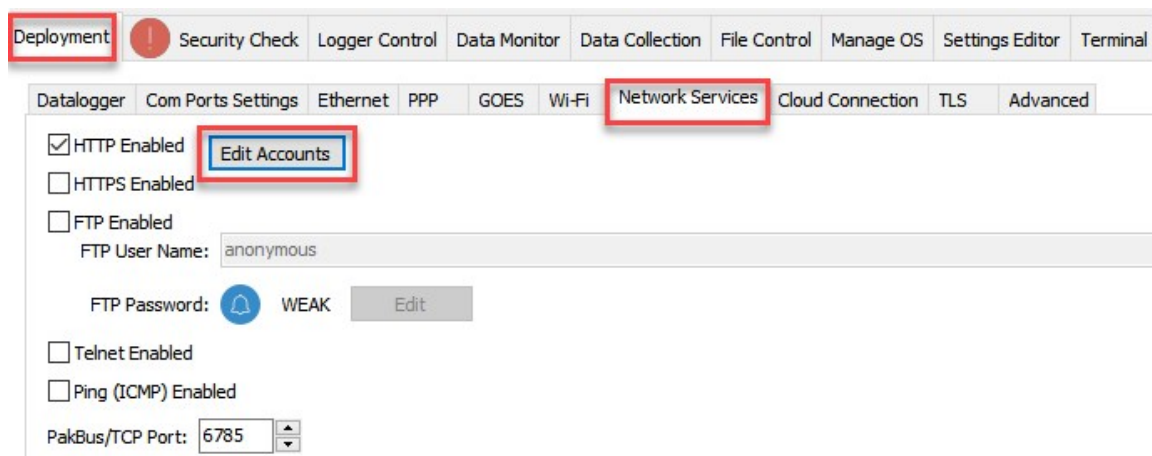 Deployment Security Check Logger Control Data Monitor Data Collection File Control Manage OS Settings Editor Terminal
Datalogger Com Ports Settings Ethernet PPP GOES Wi-Fi Network Services Cloud Connection TLS Advanced
HTTP Enabled Edit Accounts
HTTPS Enabled
FTP Enabled
FTP User Name: anonymous
FTP Password: WEAK Edit
Telnet Enabled
Ping (ICMP) Enabled
PakBus/TCP Port: 6785